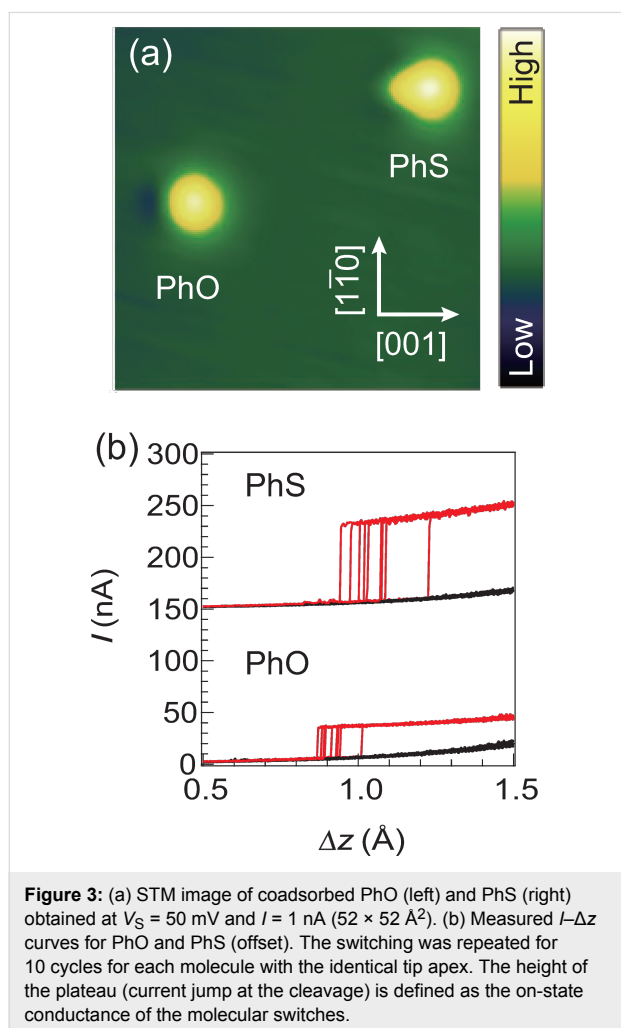 (a)
PhS
PhO
[11̄0]
[001]
High
Low
(b)
300
250
200
150
100
50
0
I (nA)
PhS
PhO
0.5 1.0 1.5
Δz (Å)
Figure 3: (a) STM image of coadsorbed PhO (left) and PhS (right)
obtained at VS = 50 mV and I = 1 nA (52 × 52 Å2). (b) Measured I–Δz
curves for PhO and PhS (offset). The switching was repeated for
10 cycles for each molecule with the identical tip apex. The height of
the plateau (current jump at the cleavage) is defined as the on-state
conductance of the molecular switches.